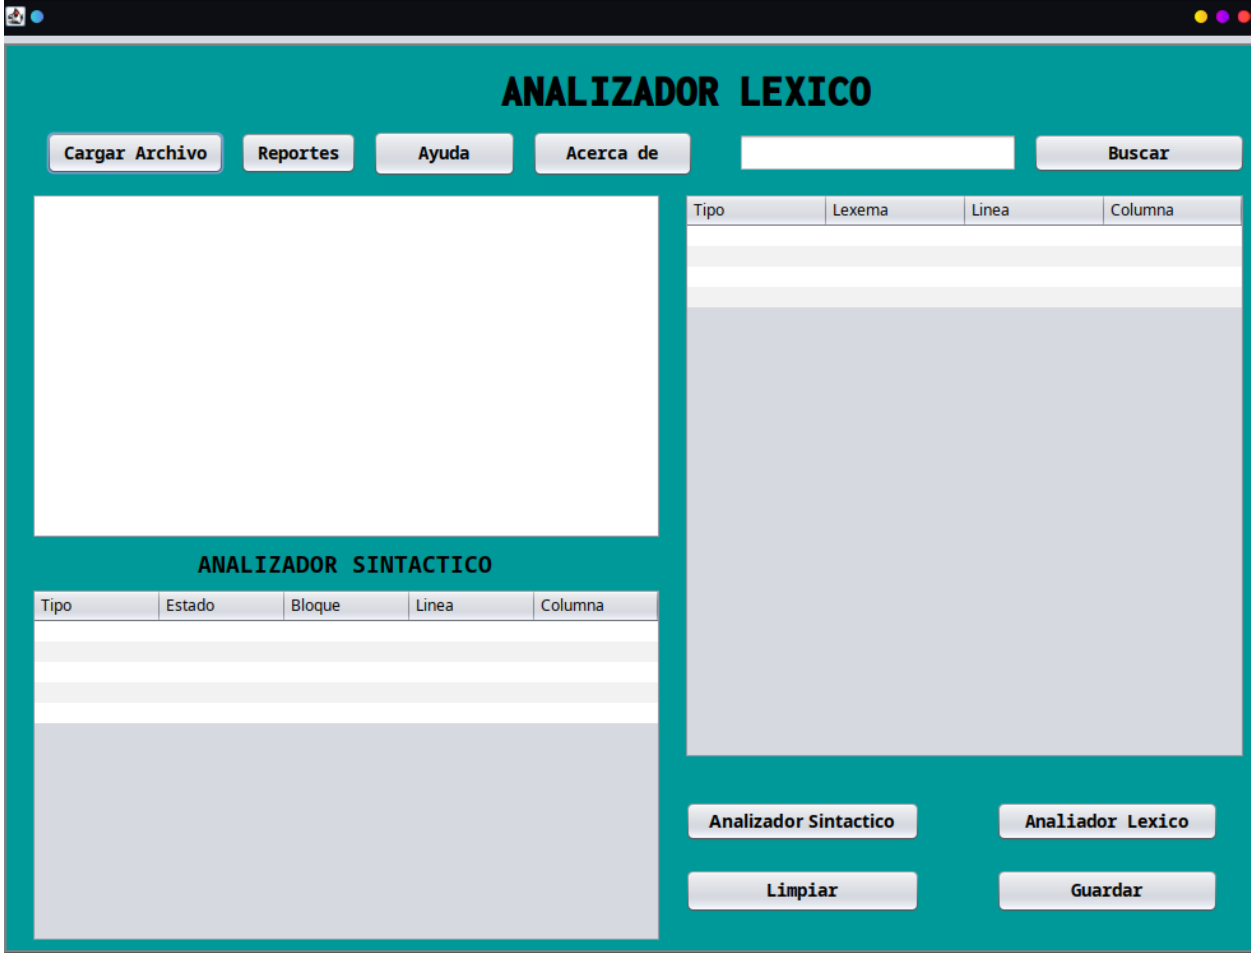 ANALIZADOR LEXICO
Cargar Archivo Reportes Ayuda Acerca de Buscar
Tipo Lexema Linea Columna
ANALIZADOR SINTACTICO
Tipo Estado Bloque Linea Columna
Analizador Sintactico Analiador Lexico
Limpiar Guardar